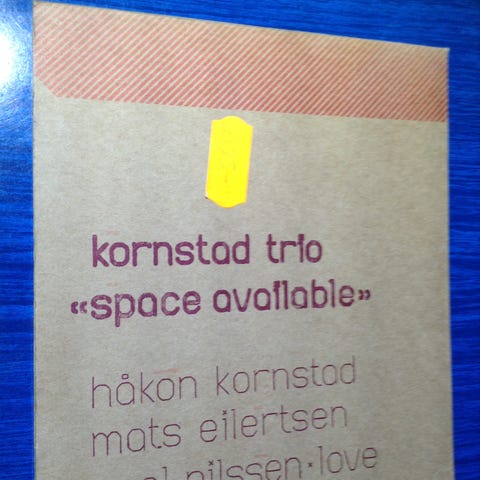 kornstad trio
«space available»
håkon kornstad
mats eilertsen
nilssen·love